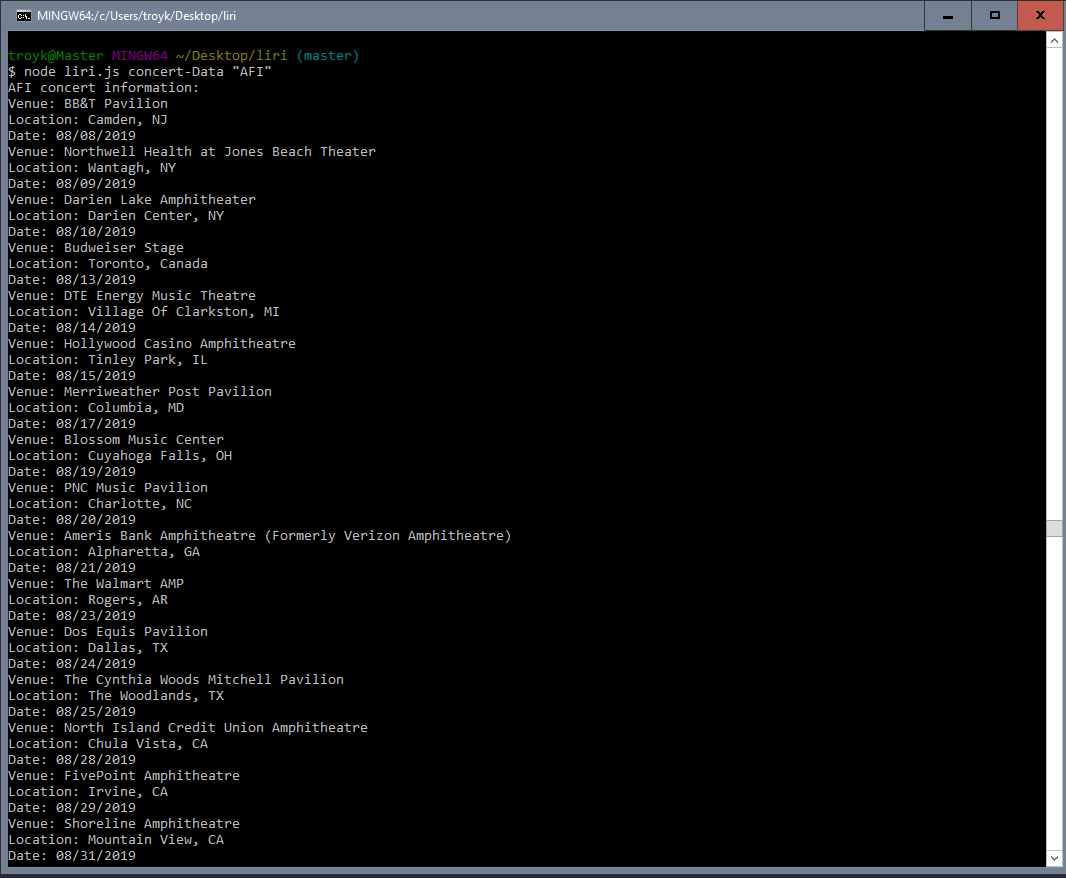 MINGW64:/c/Users/troyk/Desktop/liri
troyk@Master MINGW64 ~/Desktop/liri (master)
$ node liri.js concert-Data "AFI"
AFI concert information:
Venue: BB&T Pavilion
Location: Camden, NJ
Date: 08/08/2019
Venue: Northwell Health at Jones Beach Theater
Location: Wantagh, NY
Date: 08/09/2019
Venue: Darien Lake Amphitheater
Location: Darien Center, NY
Date: 08/10/2019
Venue: Budweiser Stage
Location: Toronto, Canada
Date: 08/13/2019
Venue: DTE Energy Music Theatre
Location: Village Of Clarkston, MI
Date: 08/14/2019
Venue: Hollywood Casino Amphitheatre
Location: Tinley Park, IL
Date: 08/15/2019
Venue: Merriweather Post Pavilion
Location: Columbia, MD
Date: 08/17/2019
Venue: Blossom Music Center
Location: Cuyahoga Falls, OH
Date: 08/19/2019
Venue: PNC Music Pavilion
Location: Charlotte, NC
Date: 08/20/2019
Venue: Ameris Bank Amphitheatre (Formerly Verizon Amphitheatre)
Location: Alpharetta, GA
Date: 08/21/2019
Venue: The Walmart AMP
Location: Rogers, AR
Date: 08/23/2019
Venue: Dos Equis Pavilion
Location: Dallas, TX
Date: 08/24/2019
Venue: The Cynthia Woods Mitchell Pavilion
Location: The Woodlands, TX
Date: 08/25/2019
Venue: North Island Credit Union Amphitheatre
Location: Chula Vista, CA
Date: 08/28/2019
Venue: FivePoint Amphitheatre
Location: Irvine, CA
Date: 08/29/2019
Venue: Shoreline Amphitheatre
Location: Mountain View, CA
Date: 08/31/2019